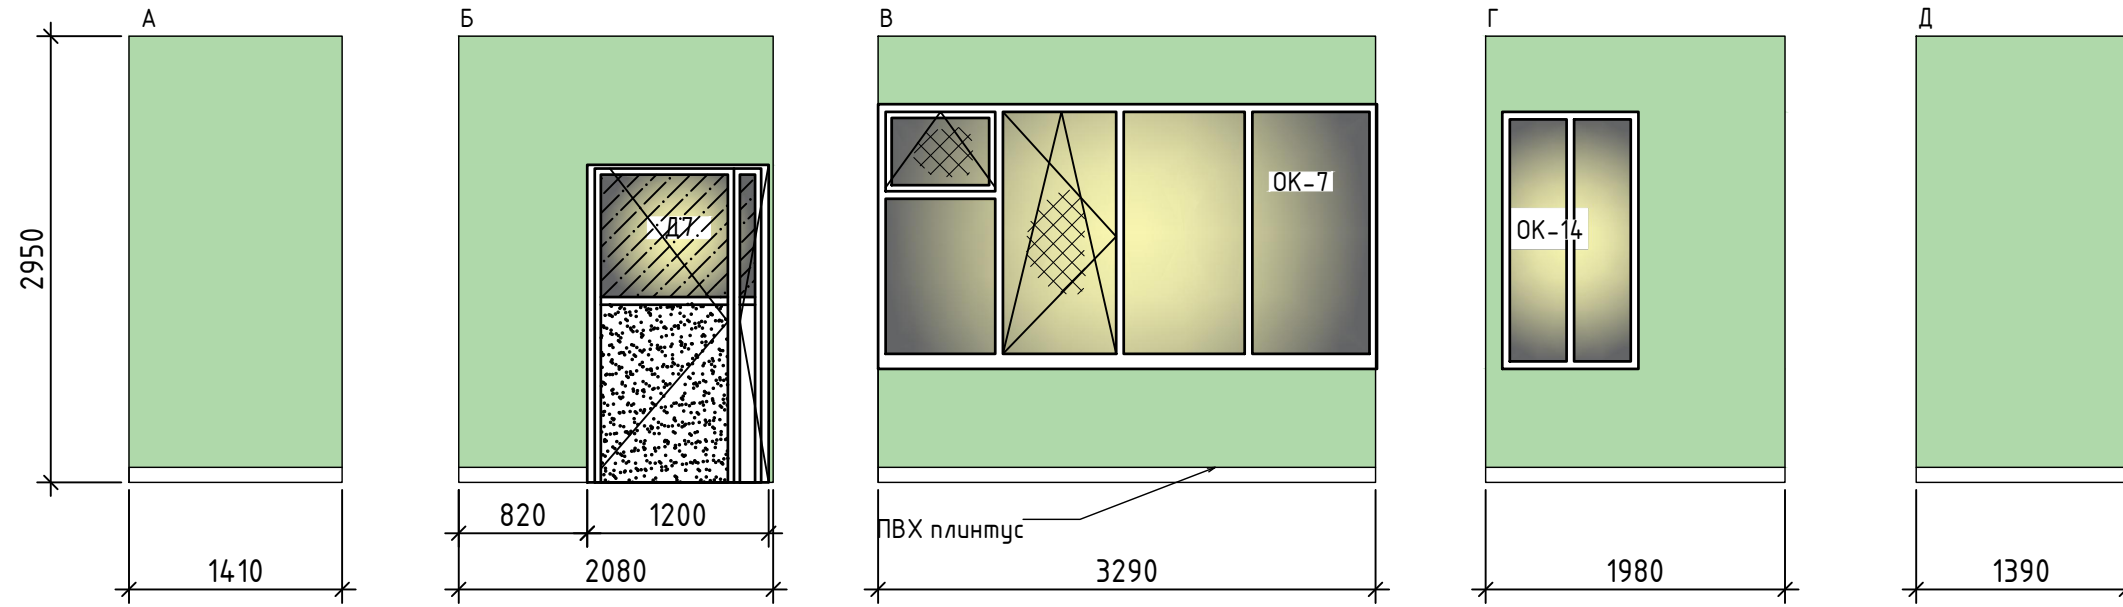 А
Б
В
Г
Д
2950
Д7
ОК-7
ОК-14
820
1200
ПВХ плинтус
1410
2080
3290
1980
1390